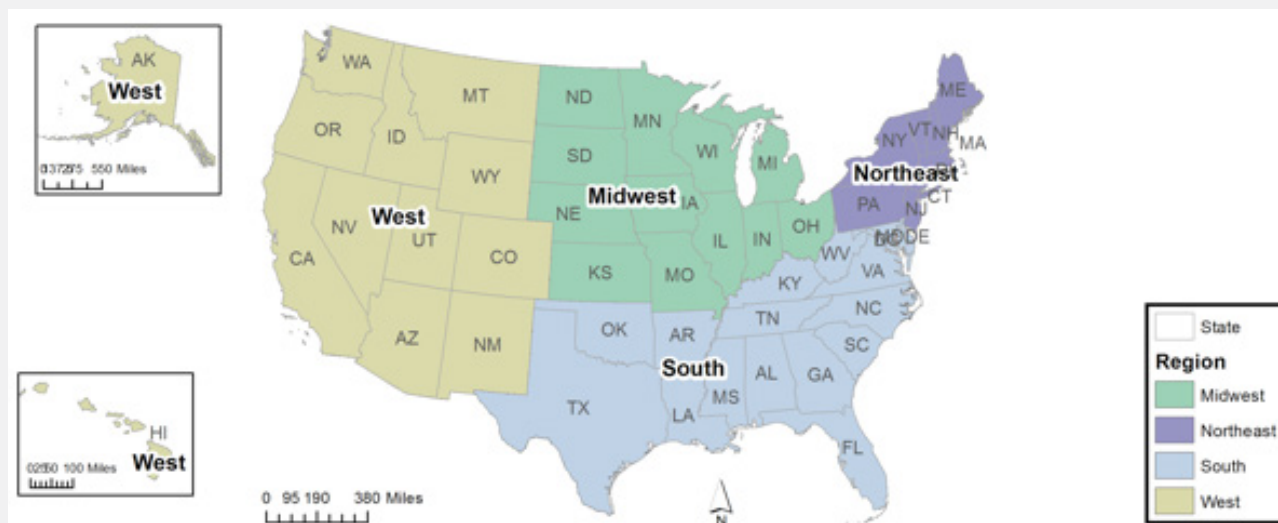 AK
West
550 Miles
HI
West
100 Miles
WA
MT
ND
MN
ME
OR
ID
SD
WI
MI
NY
VT
NH
MA
WY
Midwest
Northeast
West
NE
IA
PA
CT
NJ
NV
UT
IL
IN
OH
DE
CA
CO
KS
MO
WV
VA
KY
AZ
NM
OK
AR
TN
NC
SC
South
TX
LA
MS
AL
GA
FL
0 95 190 380 Miles
N
State
Region
Midwest
Northeast
South
West